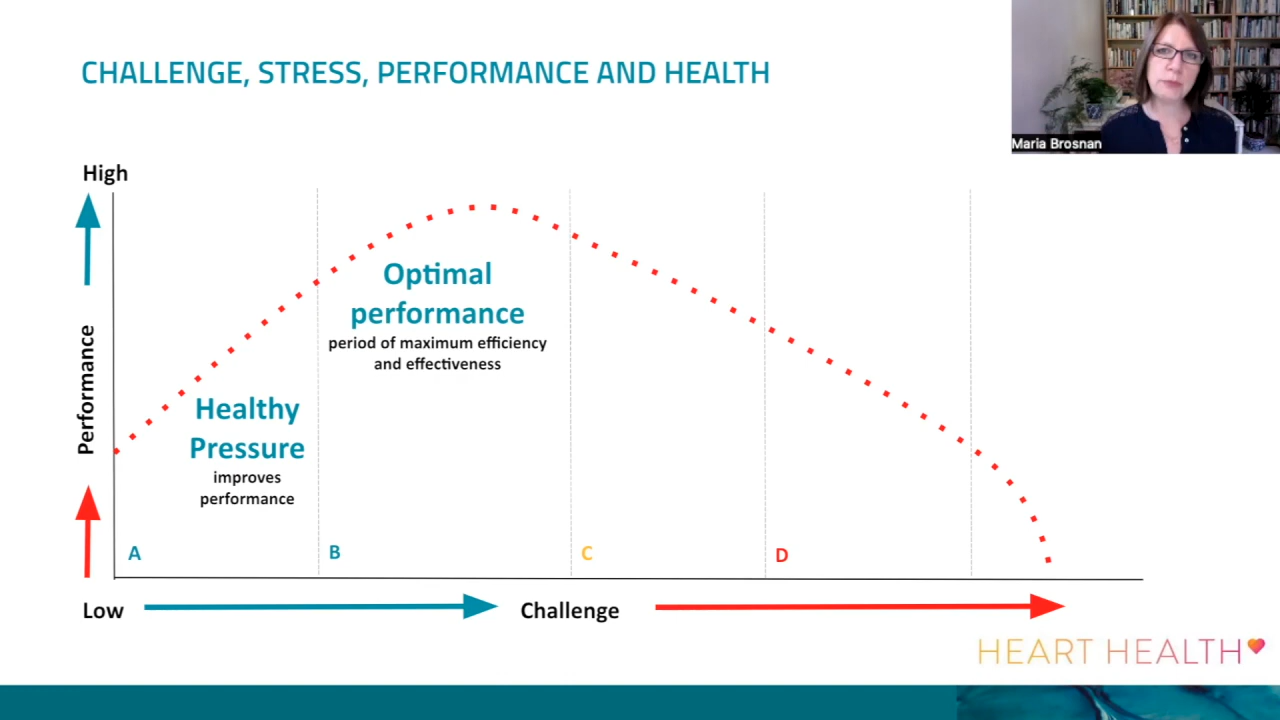 CHALLENGE, STRESS, PERFORMANCE AND HEALTH
Maria Brosnan
High
Performance
Optimal
performance
period of maximum efficiency
and effectiveness
Healthy
Pressure
improves
performance
A
B
C
D
Low
Challenge
HEART HEALTH